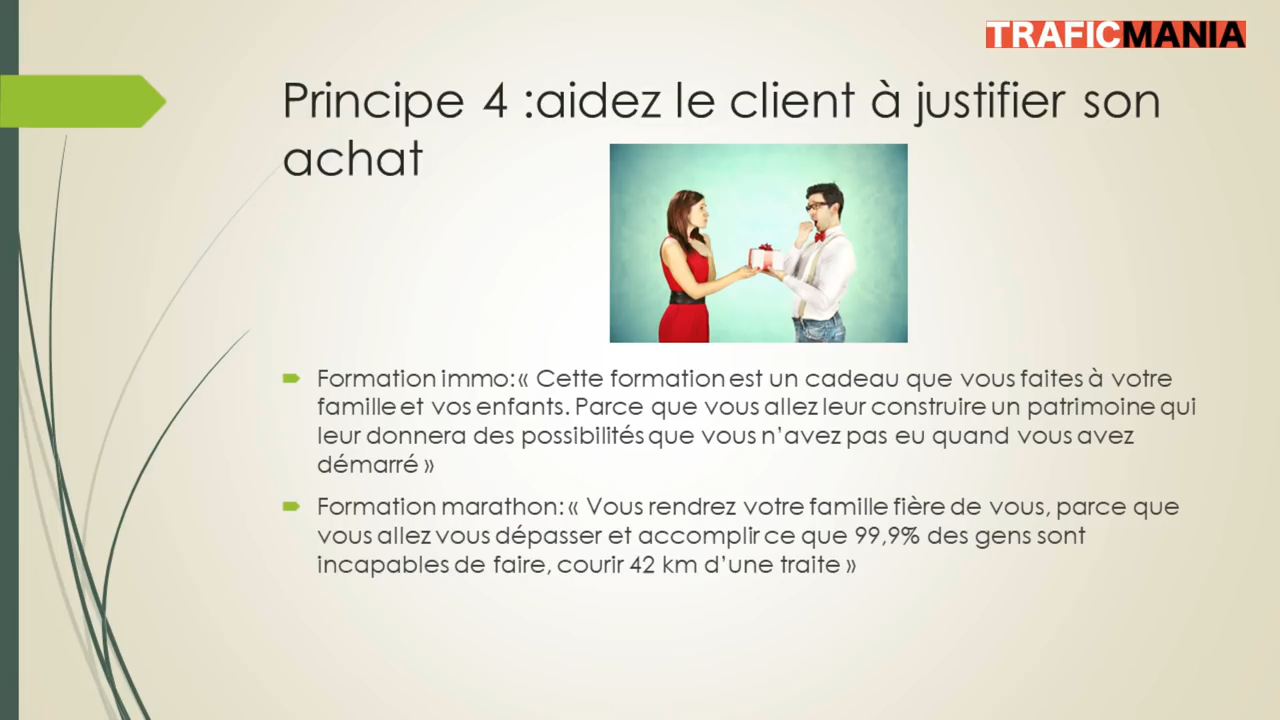 TRAFICMANIA
Principe 4 :aidez le client à justifier son
achat
Formation immo: « Cette formation est un cadeau que vous faites à votre
famille et vos enfants. Parce que vous allez leur construire un patrimoine qui
leur donnera des possibilités que vous n’avez pas eu quand vous avez
démarré »
Formation marathon: « Vous rendrez votre famille fière de vous, parce que
vous allez vous dépasser et accomplir ce que 99,9% des gens sont
incapables de faire, courir 42 km d’une traite »